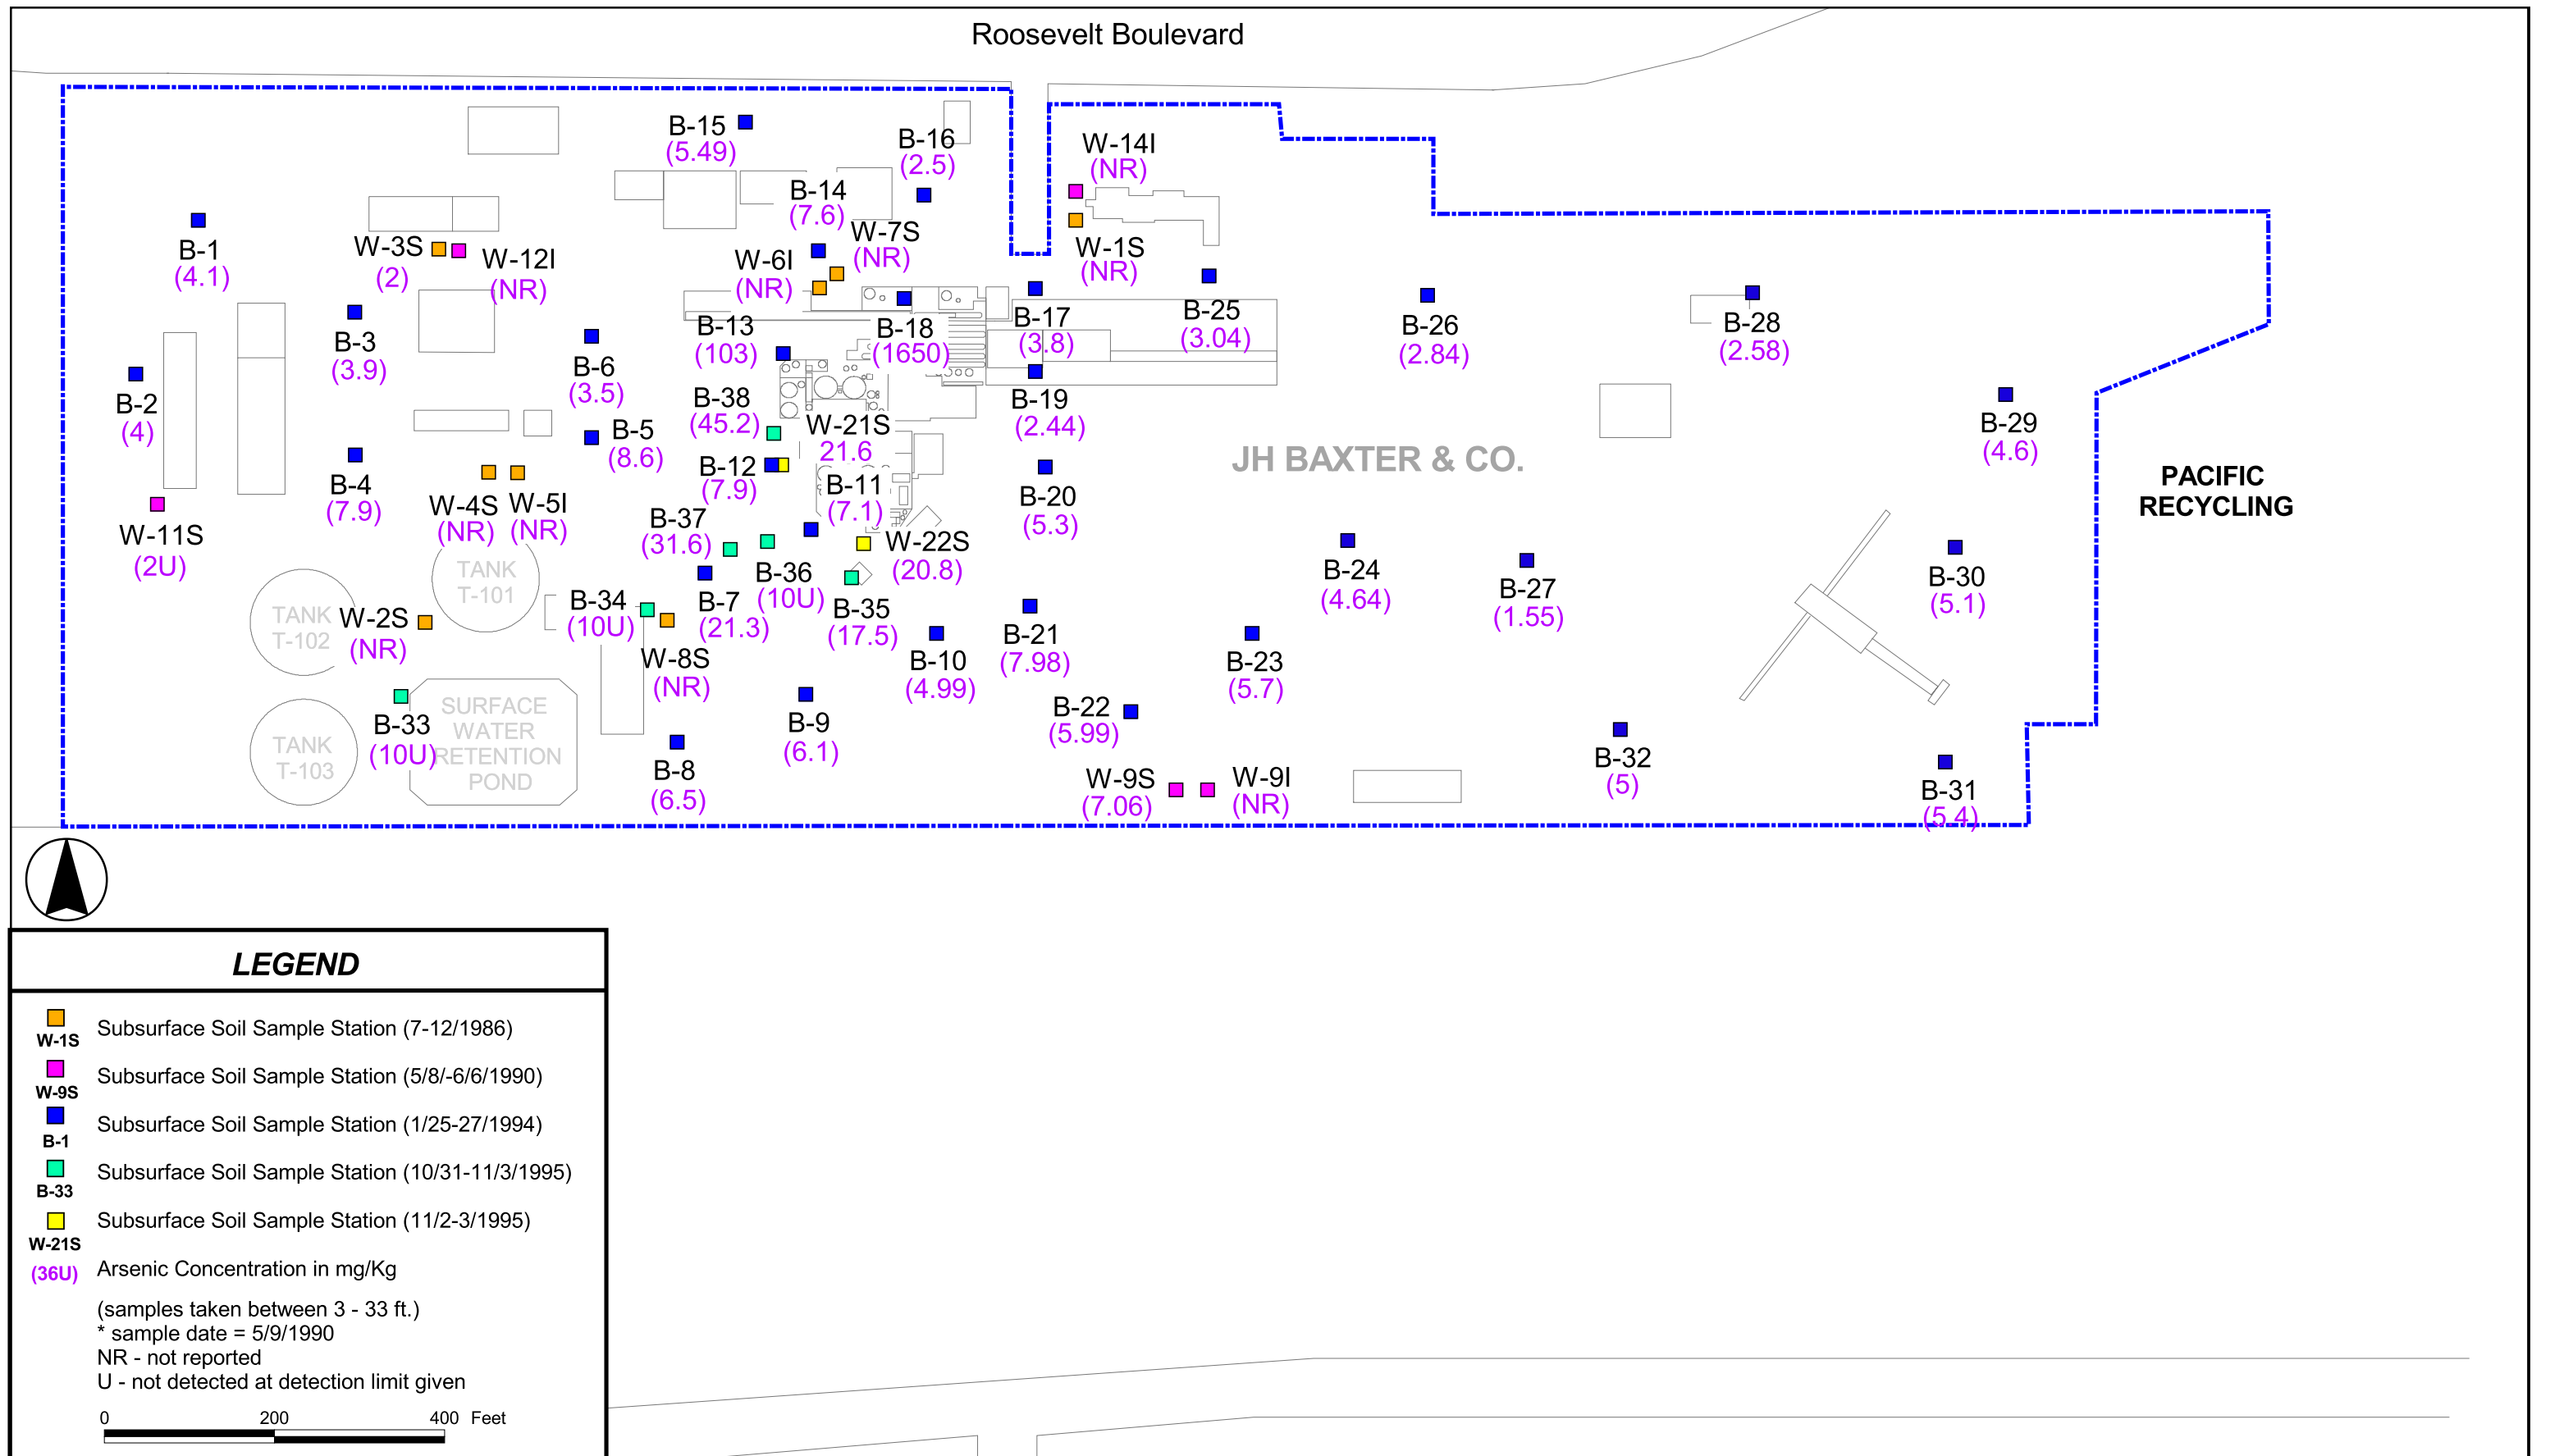 Roosevelt Boulevard
B-15
(5.49)
B-16
(2.5)
W-14I
(NR)
B-14
(7.6)
W-7S
(NR)
W-1S
(NR)
B-1
(4.1)
W-3S
(2)
W-12I
(NR)
W-6I
(NR)
B-3
(3.9)
B-6
(3.5)
B-13
(103)
B-18
(1650)
B-17
(3.8)
B-25
(3.04)
B-26
(2.84)
B-28
(2.58)
B-2
(4)
B-38
(45.2)
B-19
(2.44)
B-29
(4.6)
B-5
(8.6)
W-21S
21.6
JH BAXTER & CO.
B-12
(7.9)
B-4
(7.9)
B-11
(7.1)
B-20
(5.3)
PACIFIC
RECYCLING
W-4S
(NR)
W-5I
(NR)
W-11S
(2U)
B-37
(31.6)
W-22S
(20.8)
B-36
(10U)
B-24
(4.64)
B-27
(1.55)
B-30
(5.1)
TANK
T-101
TANK
T-102
W-2S
(NR)
B-34
(10U)
B-7
(21.3)
B-35
(17.5)
B-21
(7.98)
W-8S
(NR)
B-10
(4.99)
B-23
(5.7)
B-33
(10U)
SURFACE
WATER
RETENTION
POND
TANK
T-103
B-9
(6.1)
B-22
(5.99)
B-8
(6.5)
W-9S
(7.06)
W-9I
(NR)
B-32
(5)
B-31
(5.4)
LEGEND
W-1S
Subsurface Soil Sample Station (7-12/1986)
W-9S
Subsurface Soil Sample Station (5/8/-6/6/1990)
B-1
Subsurface Soil Sample Station (1/25-27/1994)
B-33
Subsurface Soil Sample Station (10/31-11/3/1995)
W-21S
Subsurface Soil Sample Station (11/2-3/1995)
(36U) Arsenic Concentration in mg/Kg
(samples taken between 3 - 33 ft.)
* sample date = 5/9/1990
NR - not reported
U - not detected at detection limit given
0 200 400 Feet